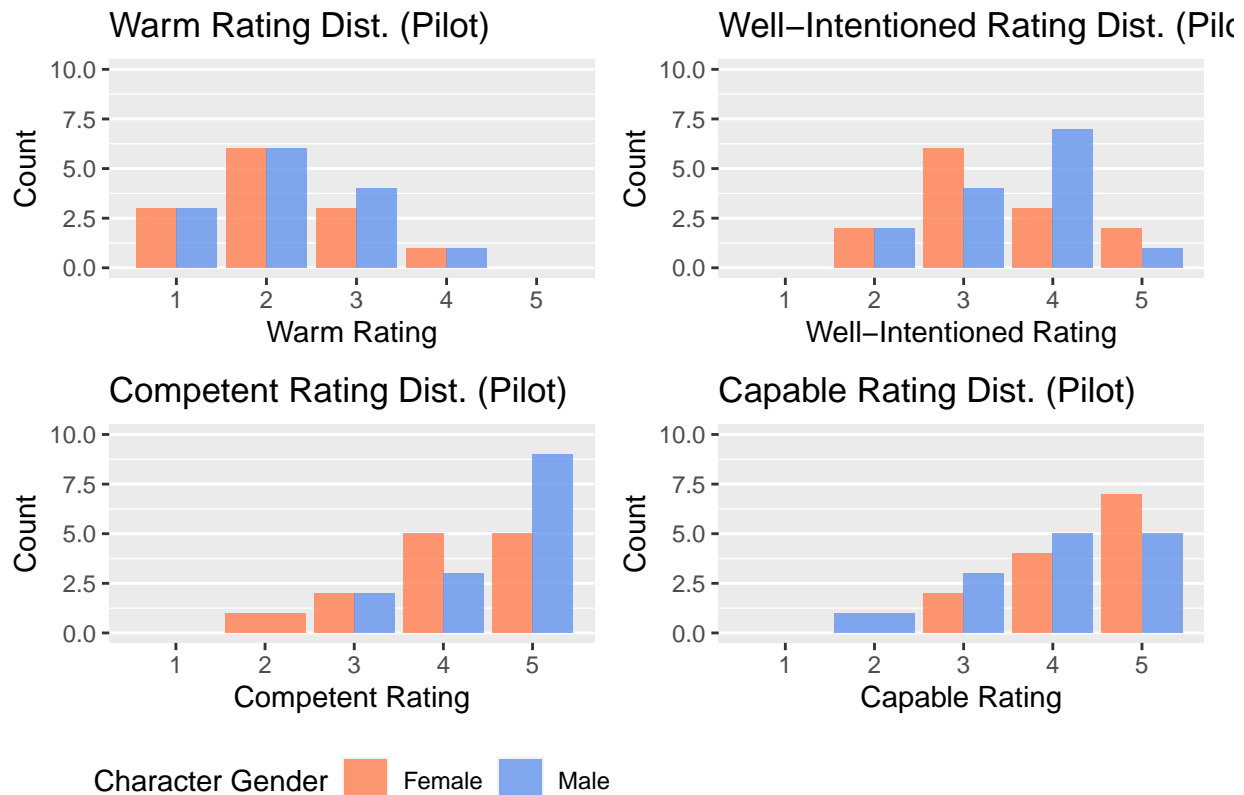 Warm Rating Dist. (Pilot)
10.0
7.5
5.0
2.5
0.0
Count
1 2 3 4 5
Warm Rating
Well−Intentioned Rating Dist. (Pilo
10.0
7.5
5.0
2.5
0.0
Count
1 2 3 4 5
Well−Intentioned Rating
Competent Rating Dist. (Pilot)
10.0
7.5
5.0
2.5
0.0
Count
1 2 3 4 5
Competent Rating
Capable Rating Dist. (Pilot)
10.0
7.5
5.0
2.5
0.0
Count
1 2 3 4 5
Capable Rating
Character Gender Female Male